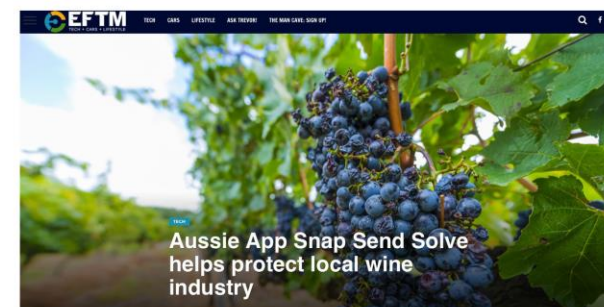 EFTM
TECH + CARS + LIFESTYLE
TECH CARS LIFESTYLE ASK TREVOR! THE MAN CAVE: SIGN UP!
TECH
Aussie App Snap Send Solve
helps protect local wine
industry